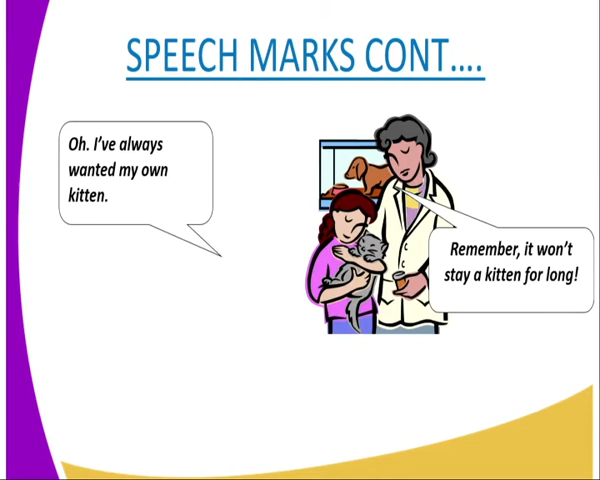 SPEECH MARKS CONT….
Oh. I've always
wanted my own
kitten.
Remember, it won't
stay a kitten for long!